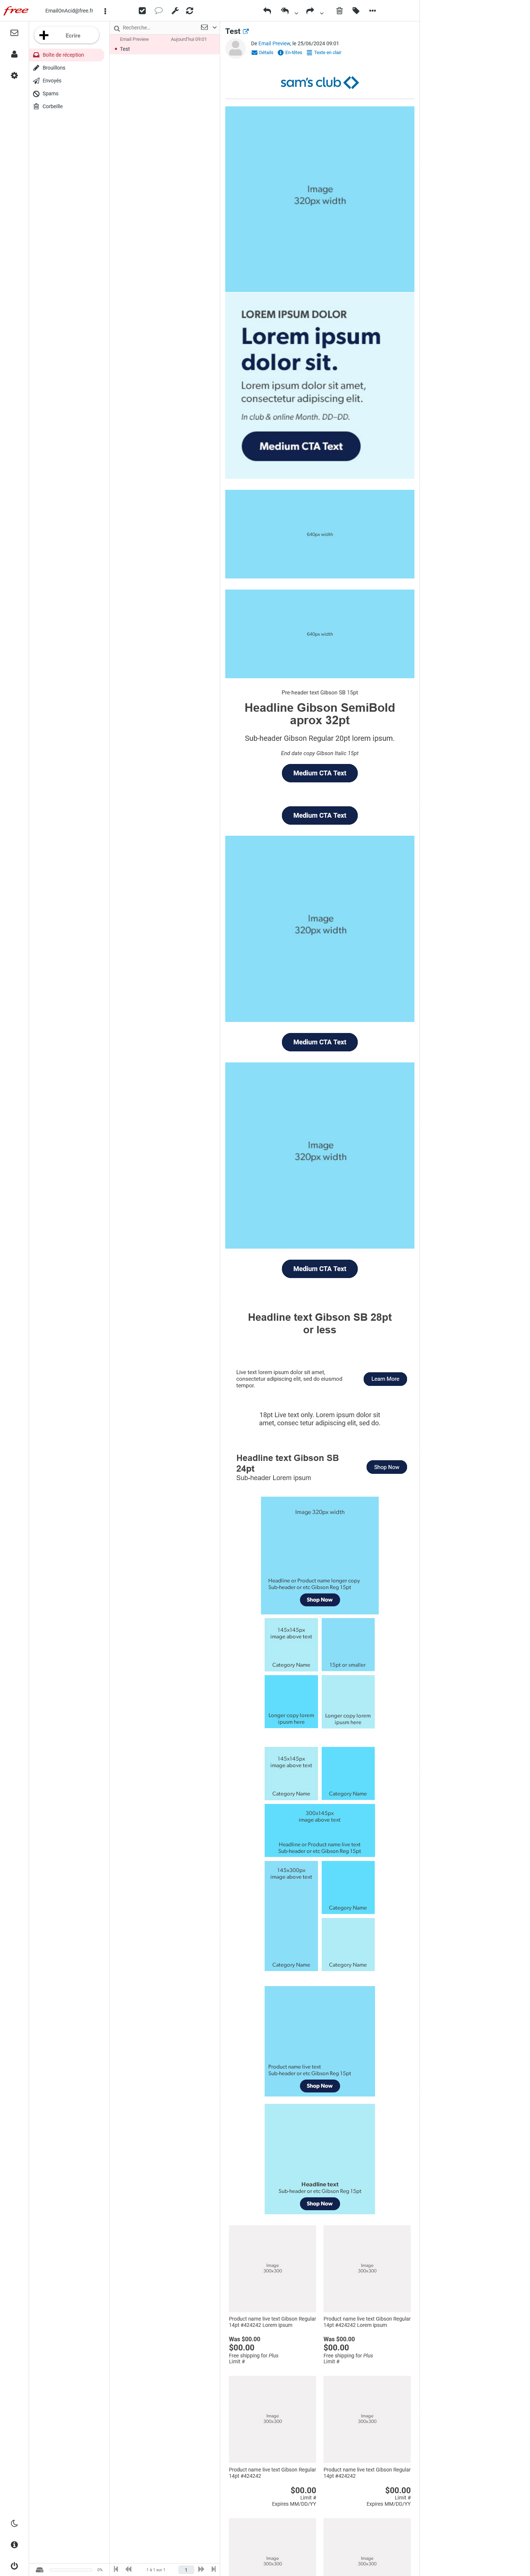 free
EmailOnAcid@free.fr
Ecrire
Boîte de réception
Brouillons
Envoyés
Spams
Corbeille
Recherche...
Email Preview Aujourd'hui 09:01
Test
Test
De Email Preview, le 25/06/2024 09:01
Détails En-têtes Texte en clair
sam's club
Image
320px width
LOREM IPSUM DOLOR
Lorem ipsum
dolor sit.
Lorem ipsum dolor sit amet,
consectetur adipiscing elit.
In club & online Month. DD–DD.
Medium CTA Text
640px width
640px width
Pre-header text Gibson SB 15pt
Headline Gibson SemiBold
aprox 32pt
Sub-header Gibson Regular 20pt lorem ipsum.
End date copy Gibson Italic 15pt
Medium CTA Text
Medium CTA Text
Image
320px width
Medium CTA Text
Image
320px width
Medium CTA Text
Headline text Gibson SB 28pt
or less
Live text lorem ipsum dolor sit amet,
consectetur adipiscing elit, sed do eiusmod
tempor.
Learn More
18pt Live text only. Lorem ipsum dolor sit
amet, consec tetur adipiscing elit, sed do.
Headline text Gibson SB
24pt
Sub-header Lorem ipsum
Shop Now
Image 320px width
Headline or Product name longer copy
Sub-header or etc Gibson Reg 15pt
Shop Now
145x145px
image above text
Category Name
15pt or smaller
Longer copy lorem
ipusm here
Longer copy lorem
ipusm here
145x145px
image above text
Category Name
Category Name
300x145px
image above text
Headline or Product name live text
Sub-header or etc Gibson Reg 15pt
145x300px
image above text
Category Name
Category Name
Category Name
Product name live text
Sub-header or etc Gibson Reg 15pt
Shop Now
Headline text
Sub-header or etc Gibson Reg 15pt
Shop Now
Image
300x300
Image
300x300
Product name live text Gibson Regular
14pt #424242 Lorem ipsum
Was $00.00
$00.00
Free shipping for Plus
Limit #
Product name live text Gibson Regular
14pt #424242 Lorem ipsum
Was $00.00
$00.00
Free shipping for Plus
Limit #
Image
300x300
Image
300x300
Product name live text Gibson Regular
14pt #424242
$00.00
Limit #
Expires MM/DD/YY
Product name live text Gibson Regular
14pt #424242
$00.00
Limit #
Expires MM/DD/YY
Image
300x300
Image
300x300
0%
1 à 1 sur 1
1